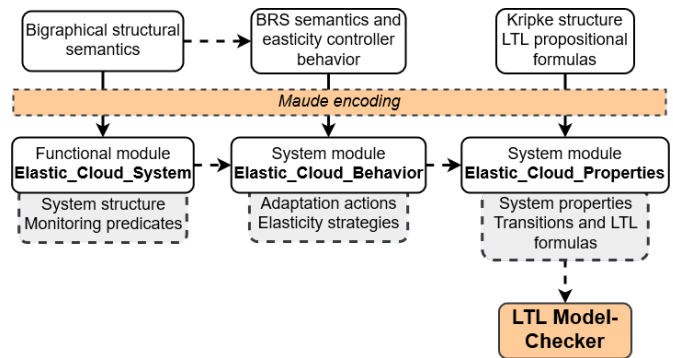 Bigraphical structural
semantics
BRS semantics and
easticity controller
behavior
Kripke structure
LTL propositional
formulas
Maude encoding
Functional module
Elastic_Cloud_System
System structure
Monitoring predicates
System module
Elastic_Cloud_Behavior
Adaptation actions
Elasticity strategies
System module
Elastic_Cloud_Properties
System properties
Transitions and LTL
formulas
LTL Model-
Checker